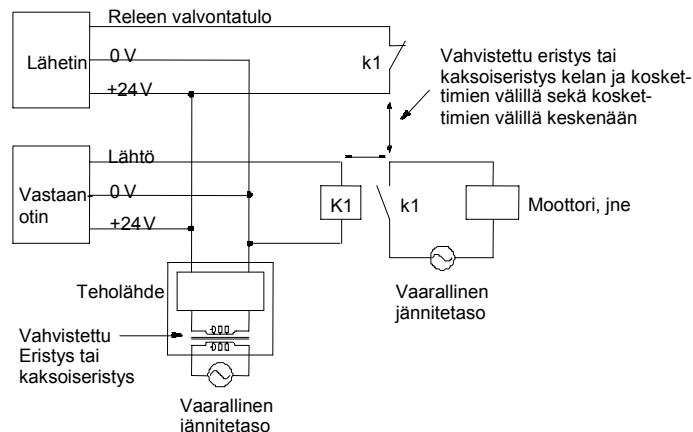 Releen valvontatulo
0 V
Lähetin
+24 V
k1
Vahvistettu eristys tai
kaksoiseristys kelan ja kosket-
timien välillä sekä kosket-
timien välillä keskenään
Lähtö
0 V
Vastaan-
otin
+24 V
K1
k1
Moottori, jne
Teholähde
Vaarallinen
jännitetaso
Vahvistettu
Eristys tai
kaksoiseristys
Vaarallinen
jännitetaso